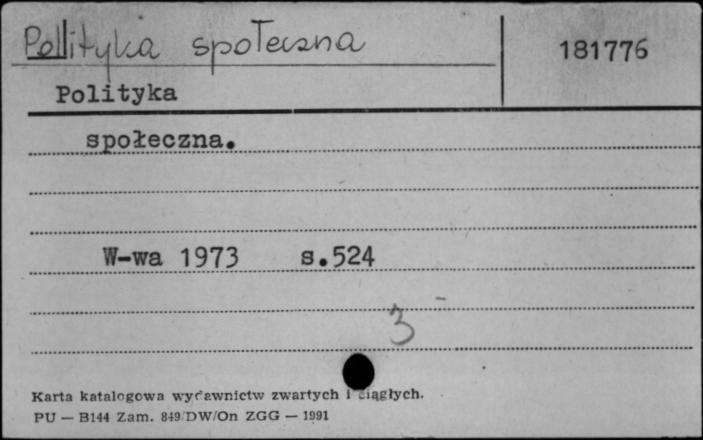 Polityka społeczna
181776
Polityka
społeczna.
W-wa 1973 s.524
3
Karta katalogowa wydawnictw zwartych i ciągłych.
PU — B144 Zam. 849/DW/On ZGG — 1991